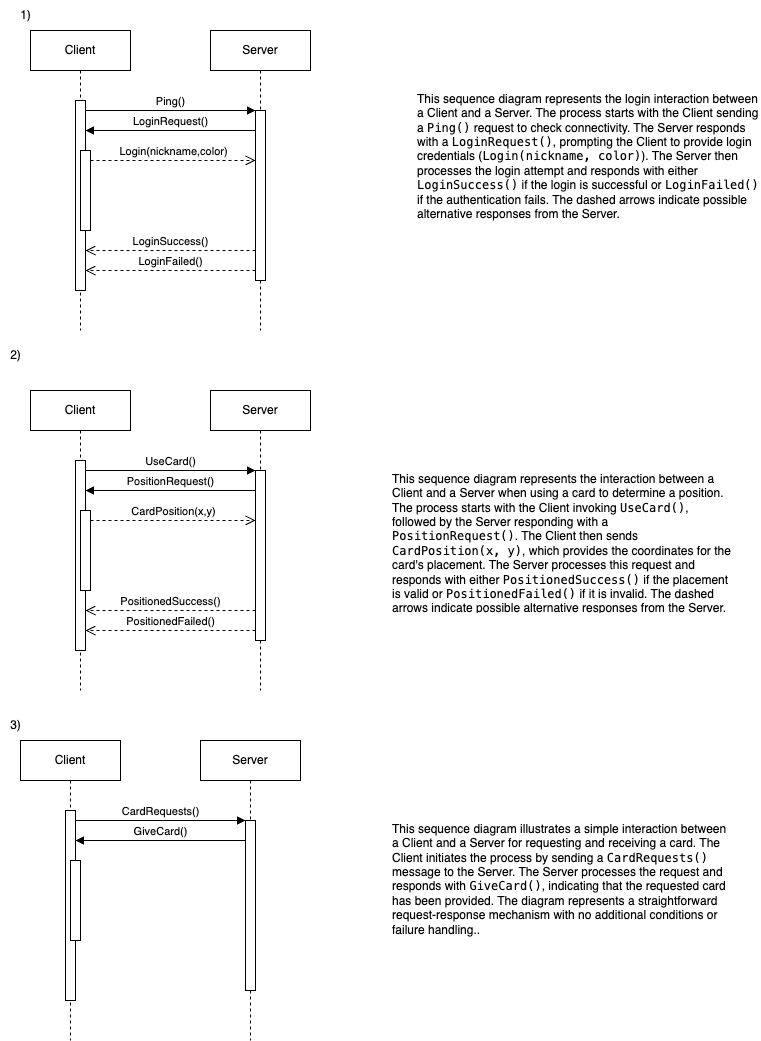 1)
Client
Server
Ping()
LoginRequest()
Login(nickname,color)
LoginSuccess()
LoginFailed()
This sequence diagram represents the login interaction between
a Client and a Server. The process starts with the Client sending
a Ping() request to check connectivity. The Server responds
with a LoginRequest(), prompting the Client to provide login
credentials (Login(nickname, color)). The Server then
processes the login attempt and responds with either
LoginSuccess() if the login is successful or LoginFailed()
if the authentication fails. The dashed arrows indicate possible
alternative responses from the Server.
2)
Client
Server
UseCard()
PositionRequest()
CardPosition(x,y)
PositionedSuccess()
PositionedFailed()
This sequence diagram represents the interaction between a
Client and a Server when using a card to determine a position.
The process starts with the Client invoking UseCard(),
followed by the Server responding with a
PositionRequest(). The Client then sends
CardPosition(x, y), which provides the coordinates for the
card's placement. The Server processes this request and
responds with either PositionedSuccess() if the placement
is valid or PositionedFailed() if it is invalid. The dashed
arrows indicate possible alternative responses from the Server.
3)
Client
Server
CardRequests()
GiveCard()
This sequence diagram illustrates a simple interaction between
a Client and a Server for requesting and receiving a card. The
Client initiates the process by sending a CardRequests()
message to the Server. The Server processes the request and
responds with GiveCard(), indicating that the requested card
has been provided. The diagram represents a straightforward
request-response mechanism with no additional conditions or
failure handling..